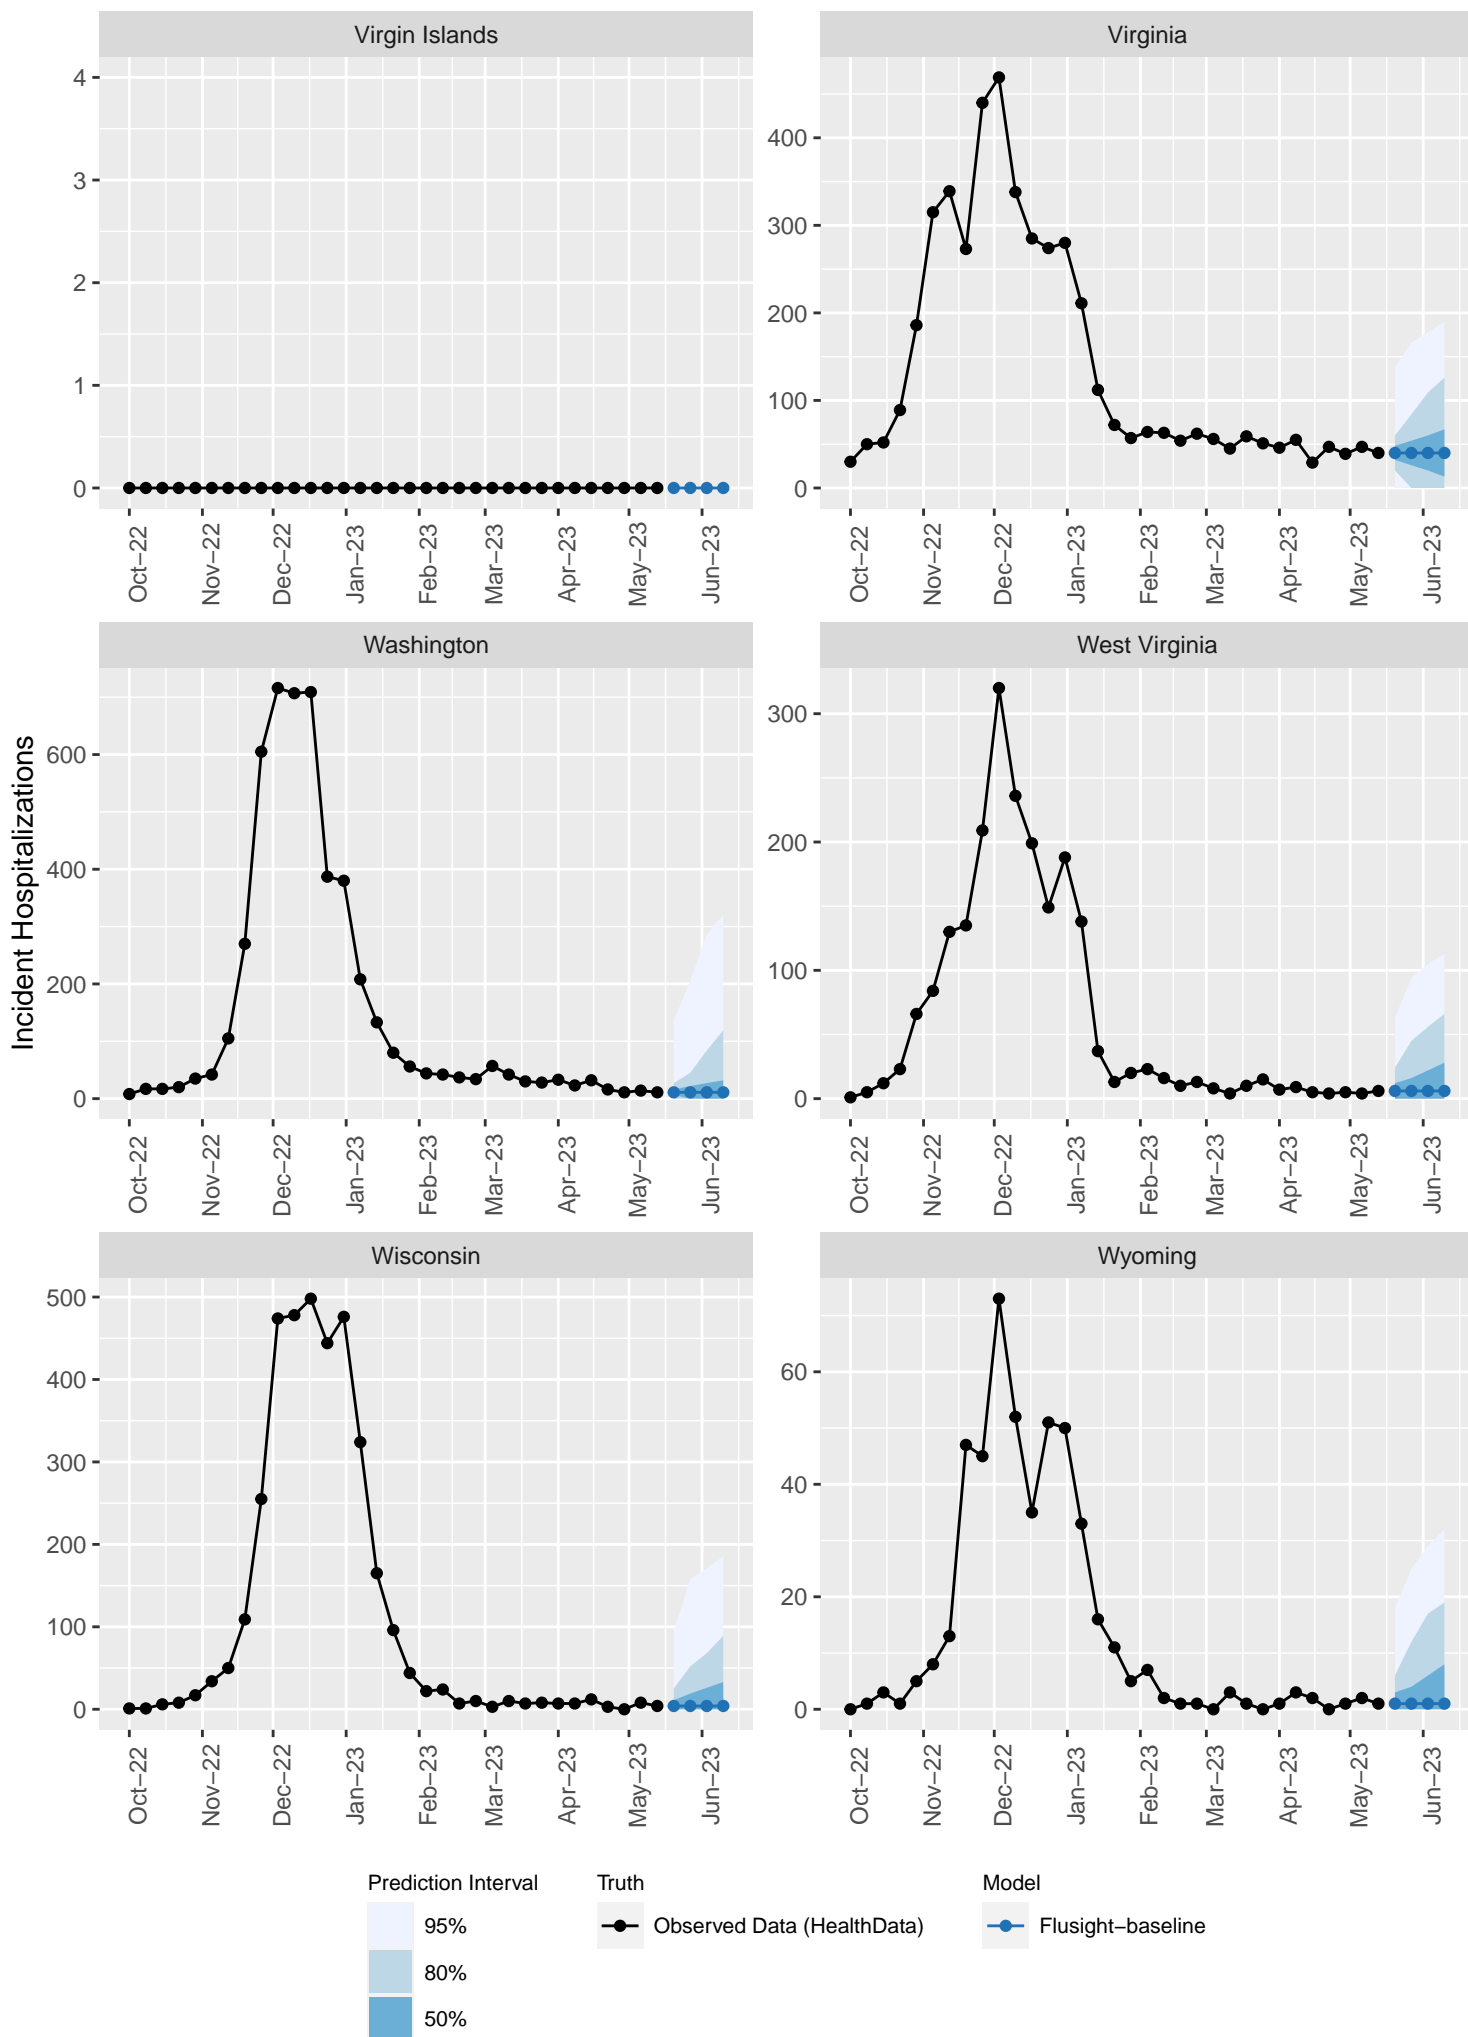 Virgin Islands
Virginia
4
3
2
1
0
400
300
200
100
0
Oct−22 Nov−22 Dec−22 Jan−23 Feb−23 Mar−23 Apr−23 May−23 Jun−23
Oct−22 Nov−22 Dec−22 Jan−23 Feb−23 Mar−23 Apr−23 May−23 Jun−23
Incident Hospitalizations
Washington
West Virginia
600
400
200
0
300
200
100
0
Oct−22 Nov−22 Dec−22 Jan−23 Feb−23 Mar−23 Apr−23 May−23 Jun−23
Oct−22 Nov−22 Dec−22 Jan−23 Feb−23 Mar−23 Apr−23 May−23 Jun−23
Wisconsin
Wyoming
500
400
300
200
100
0
60
40
20
0
Oct−22 Nov−22 Dec−22 Jan−23 Feb−23 Mar−23 Apr−23 May−23 Jun−23
Oct−22 Nov−22 Dec−22 Jan−23 Feb−23 Mar−23 Apr−23 May−23 Jun−23
Prediction Interval
95%
80%
50%
Truth
Observed Data (HealthData)
Model
Flusight−baseline